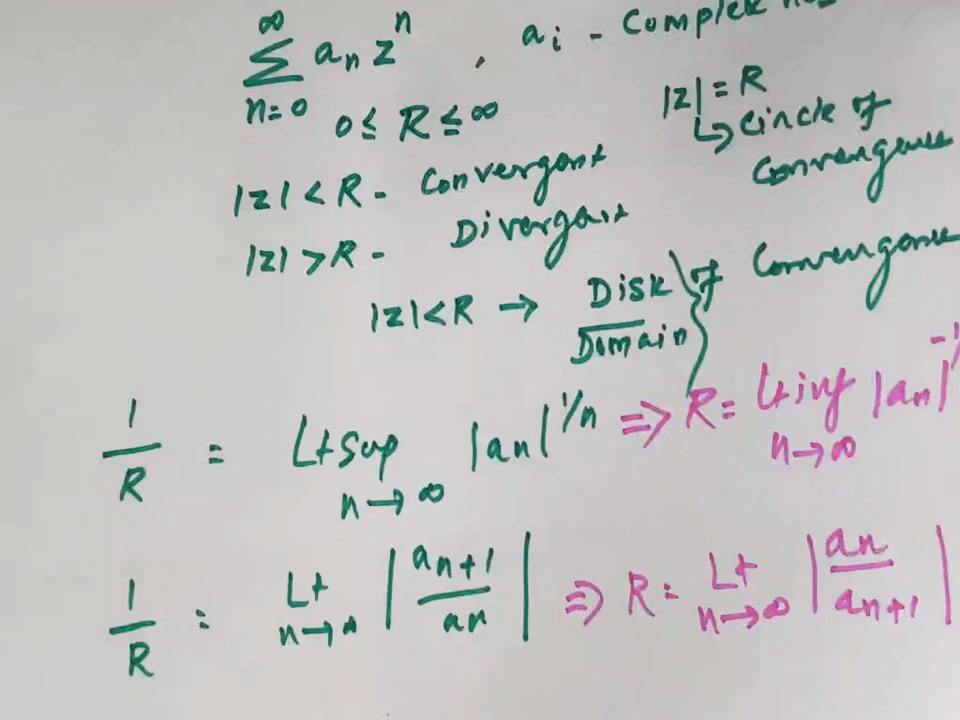 ∞
∑ aₙ zⁿ , aᵢ - Complex
n=0
0 ≤ R ≤ ∞
|z| = R
↳ Circle of
Convergence
|z| < R - Convergent
|z| > R - Divergent
|z| < R → Disk of Convergence
Domain
1/R = Lt Sup |aₙ|^1/n ⇒ R = Lt inf |aₙ|^-1/
n→∞ n→∞
1/R = Lt |aₙ₊₁/aₙ| ⇒ R = Lt |aₙ/aₙ₊₁|
n→∞ n→∞